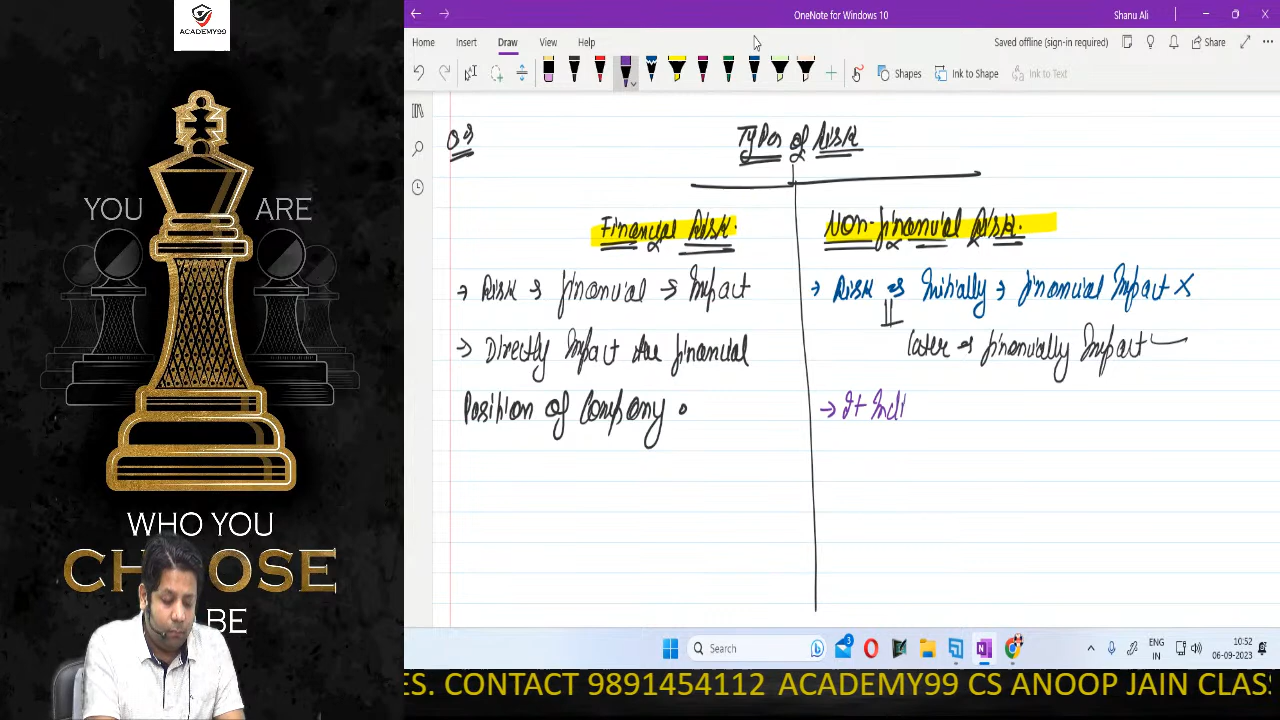 ACADEMY99
YOU ARE
WHO YOU
CHOOSE
BE
OneNote for Windows 10
Shanu Ali
Home Insert Draw View Help
Saved offline (sign-in required)
Share
Shapes
Ink to Shape
Ink to Text
Types of Risk
Financial Risk.
→ Risk → financial → Impact
→ Directly Impact the financial
Position of Company
Non-financial Risk.
→ Risk → Initially → financial Impact x
later → financially Impact
→ It Incl
Search
3
ENG
IN
10:52
06-09-2023
ES. CONTACT 9891454112 ACADEMY99 CS ANOOP JAIN CLAS